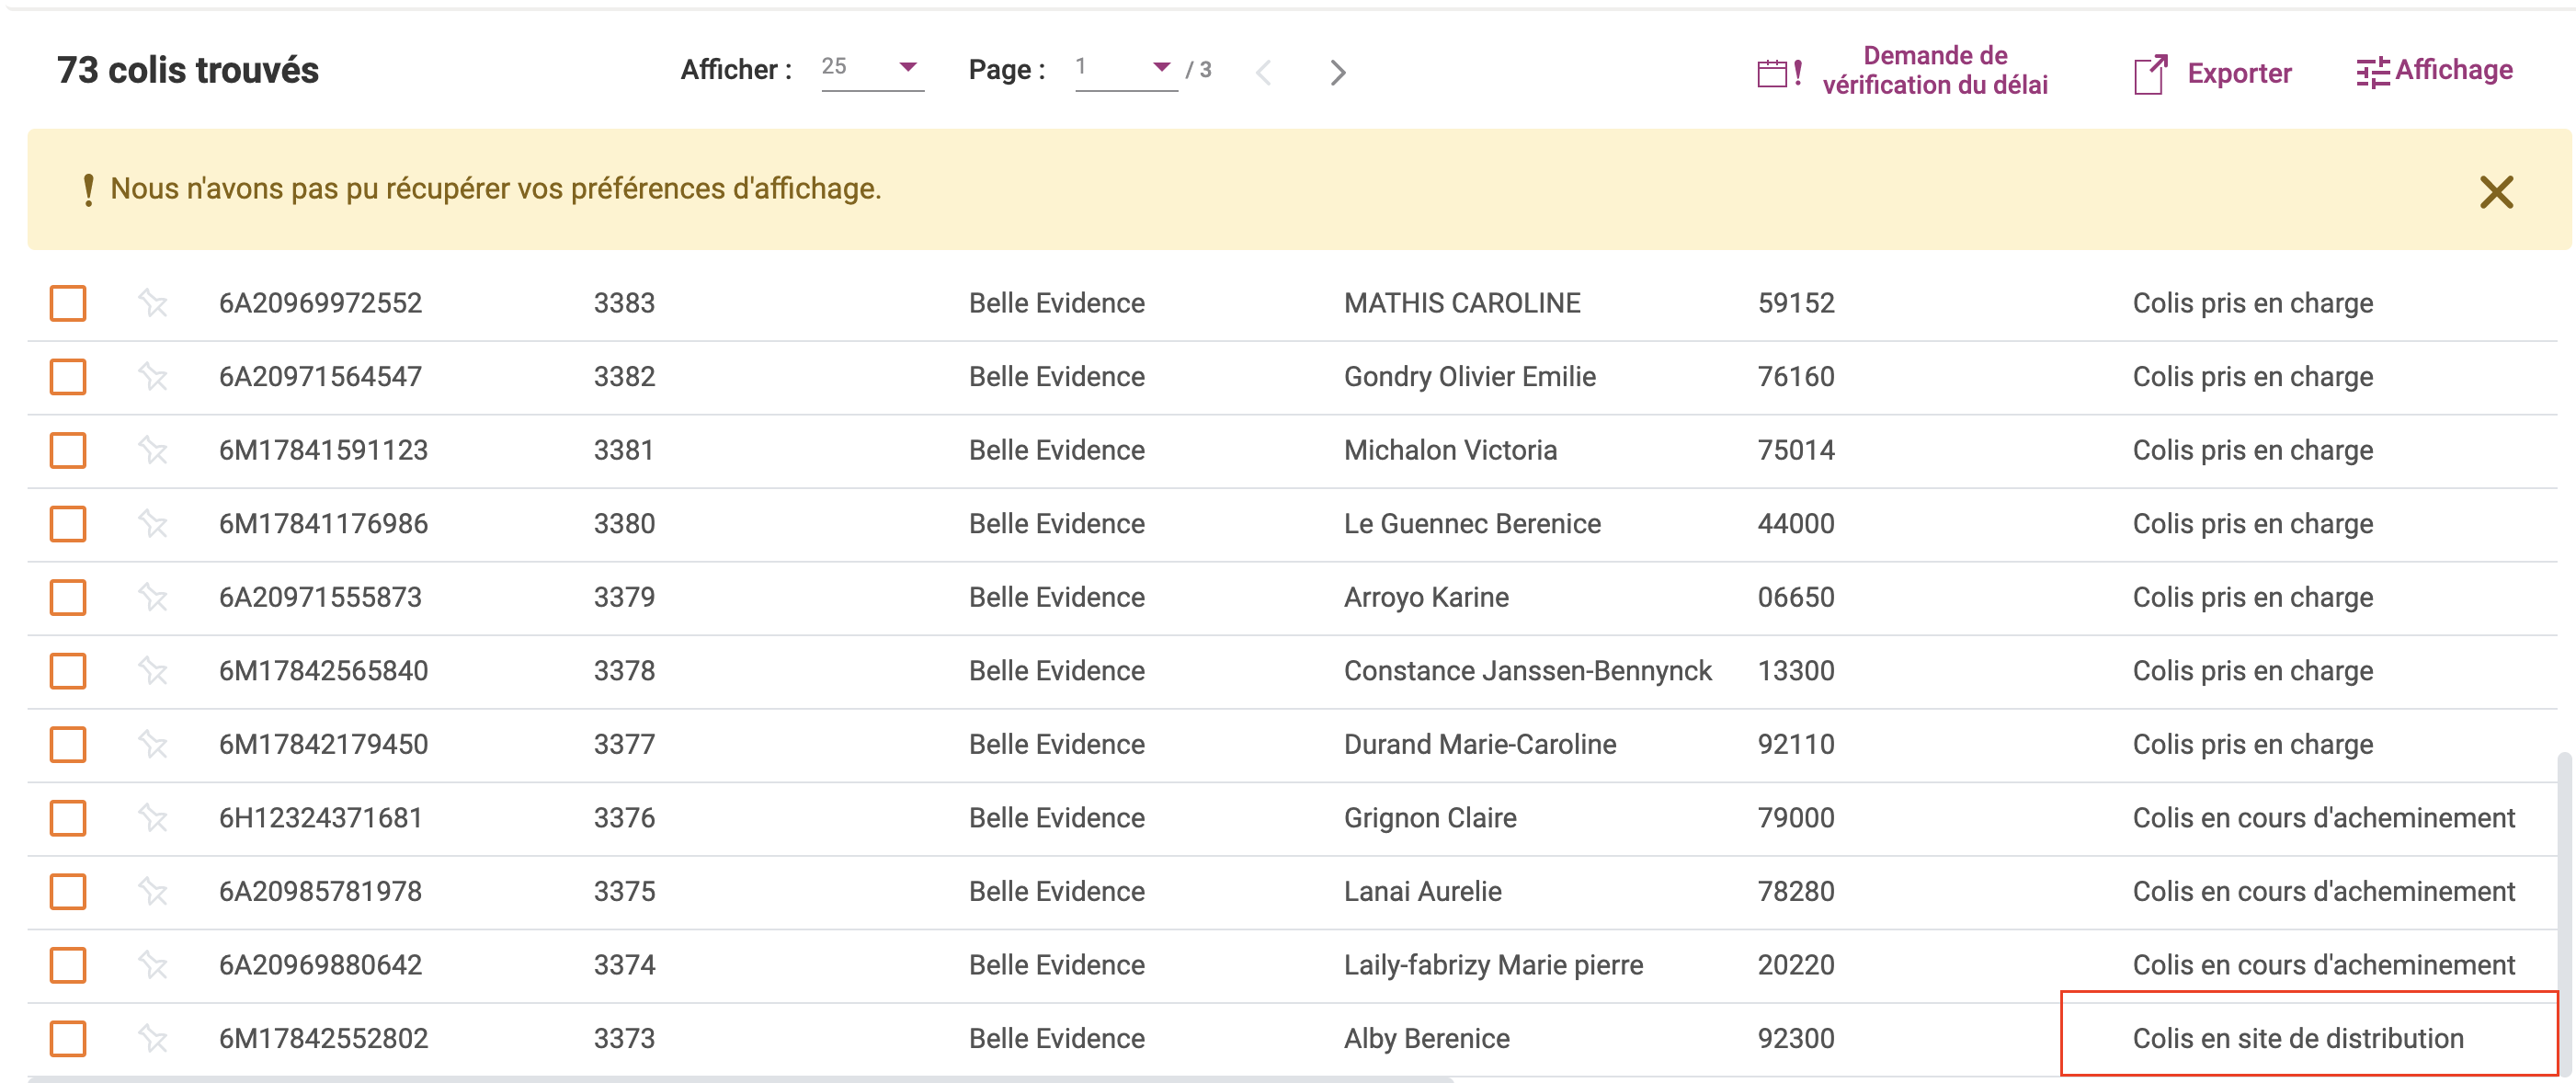 73 colis trouvés Afficher : 25 Page : 1 / 3 Demande de vérification du délai Exporter Affichage
! Nous n'avons pas pu récupérer vos préférences d'affichage.
6A20969972552 3383 Belle Evidence MATHIS CAROLINE 59152 Colis pris en charge
6A20971564547 3382 Belle Evidence Gondry Olivier Emilie 76160 Colis pris en charge
6M17841591123 3381 Belle Evidence Michalon Victoria 75014 Colis pris en charge
6M17841176986 3380 Belle Evidence Le Guennec Berenice 44000 Colis pris en charge
6A20971555873 3379 Belle Evidence Arroyo Karine 06650 Colis pris en charge
6M17842565840 3378 Belle Evidence Constance Janssen-Bennynck 13300 Colis pris en charge
6M17842179450 3377 Belle Evidence Durand Marie-Caroline 92110 Colis pris en charge
6H12324371681 3376 Belle Evidence Grignon Claire 79000 Colis en cours d'acheminement
6A20985781978 3375 Belle Evidence Lanai Aurelie 78280 Colis en cours d'acheminement
6A20969880642 3374 Belle Evidence Laily-fabrizy Marie pierre 20220 Colis en cours d'acheminement
6M17842552802 3373 Belle Evidence Alby Berenice 92300 Colis en site de distribution